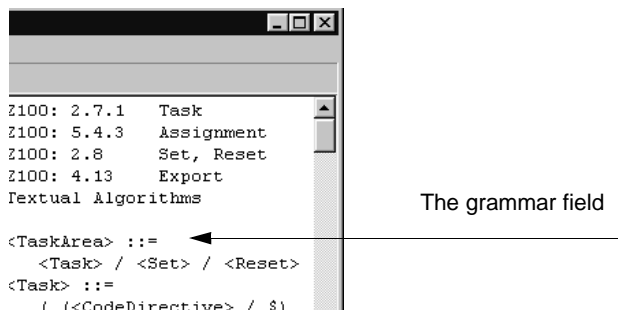 Z100: 2.7.1 Task
Z100: 5.4.3 Assignment
Z100: 2.8 Set, Reset
Z100: 4.13 Export
Textual Algorithms
The grammar field
<TaskArea> ::=
<Task> / <Set> / <Reset>
<Task> ::=
( (<CodeDirective> / $)